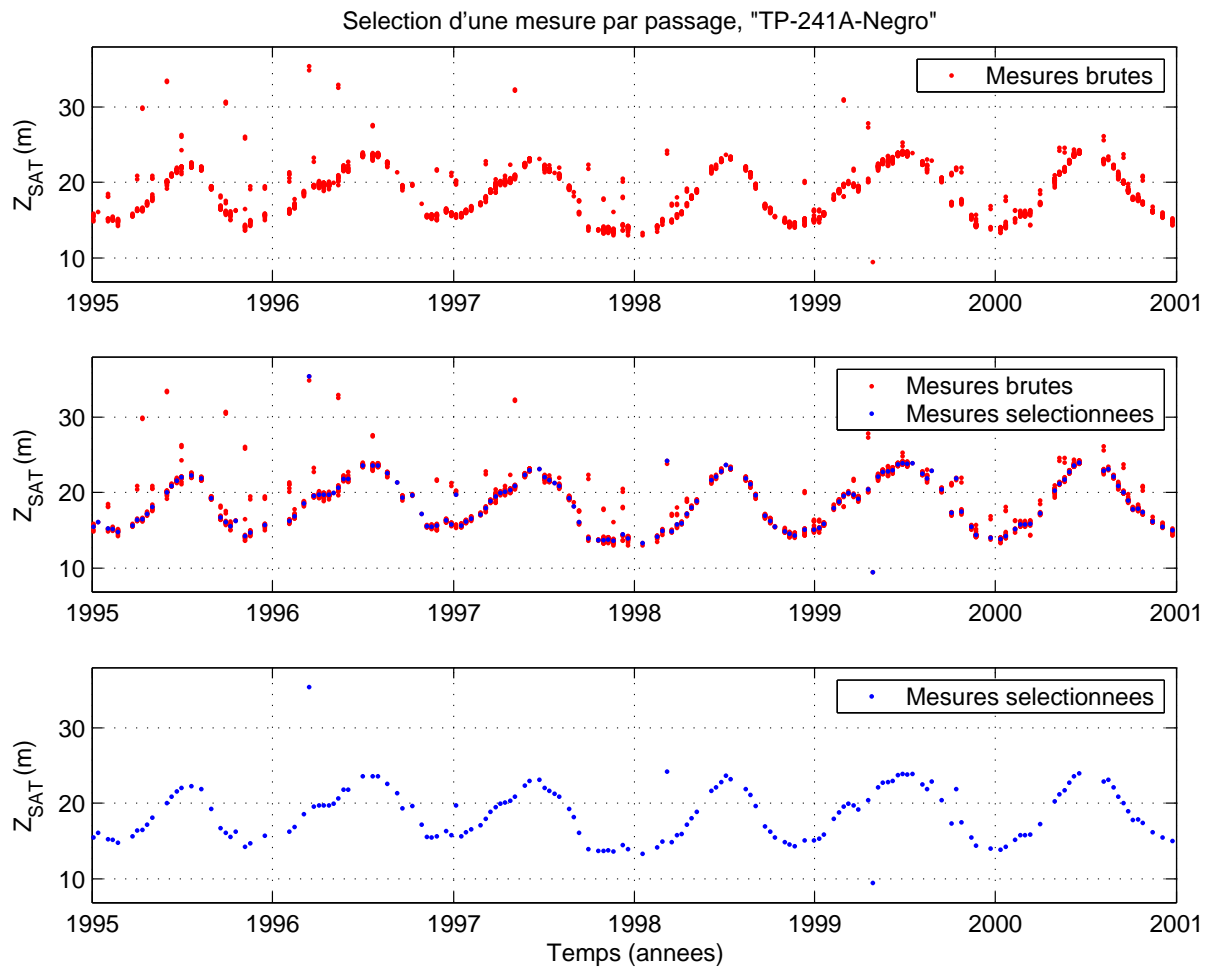 Selection d'une mesure par passage, "TP-241A-Negro"
Mesures brutes
30
20
10
Z_SAT (m)
1995 1996 1997 1998 1999 2000 2001
Mesures brutes
Mesures selectionnees
30
20
10
Z_SAT (m)
1995 1996 1997 1998 1999 2000 2001
Mesures selectionnees
30
20
10
Z_SAT (m)
1995 1996 1997 1998 1999 2000 2001
Temps (annees)